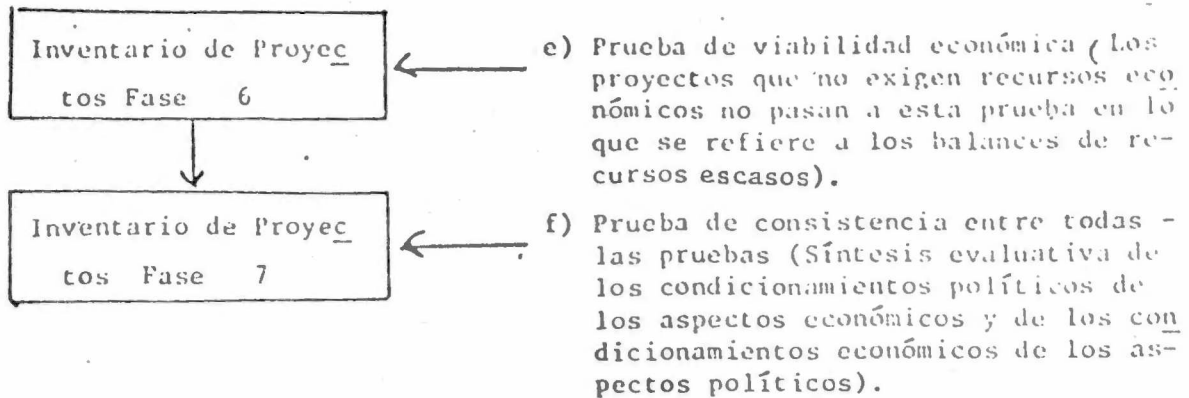 Inventario de Proyec
tos Fase 6
e) Prueba de viabilidad económica (Los
proyectos que no exigen recursos eco
nómicos no pasan a esta prueba en lo
que se refiere a los balances de re-
cursos escasos).
Inventario de Proyec
tos Fase 7
f) Prueba de consistencia entre todas -
las pruebas (Síntesis evaluativa de
los condicionamientos políticos de
los aspectos económicos y de los con
dicionamientos económicos de los as-
pectos políticos).